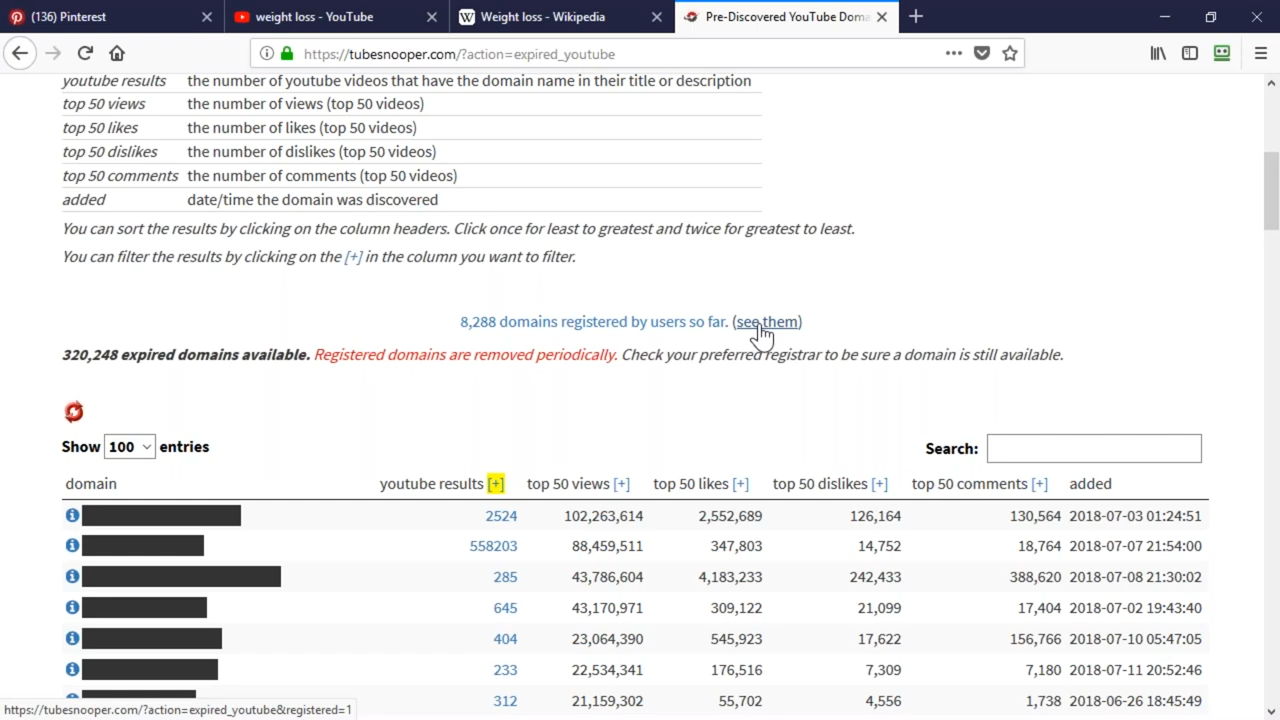 (136) Pinterest
weight loss - YouTube
Weight loss - Wikipedia
Pre-Discovered YouTube Doma
https://tubesnooper.com/?action=expired_youtube
youtube results the number of youtube videos that have the domain name in their title or description
top 50 views the number of views (top 50 videos)
top 50 likes the number of likes (top 50 videos)
top 50 dislikes the number of dislikes (top 50 videos)
top 50 comments the number of comments (top 50 videos)
added date/time the domain was discovered
You can sort the results by clicking on the column headers. Click once for least to greatest and twice for greatest to least.
You can filter the results by clicking on the [+] in the column you want to filter.
8,288 domains registered by users so far. (see them)
320,248 expired domains available. Registered domains are removed periodically. Check your preferred registrar to be sure a domain is still available.
Show 100 entries
Search:
domain youtube results [+] top 50 views [+] top 50 likes [+] top 50 dislikes [+] top 50 comments [+] added
2524 102,263,614 2,552,689 126,164 130,564 2018-07-03 01:24:51
558203 88,459,511 347,803 14,752 18,764 2018-07-07 21:54:00
285 43,786,604 4,183,233 242,433 388,620 2018-07-08 21:30:02
645 43,170,971 309,122 21,099 17,404 2018-07-02 19:43:40
404 23,064,390 545,923 17,622 156,766 2018-07-10 05:47:05
233 22,534,341 176,516 7,309 7,180 2018-07-11 20:52:46
312 21,159,302 55,702 4,556 1,738 2018-06-26 18:45:49
https://tubesnooper.com/?action=expired_youtube&registered=1